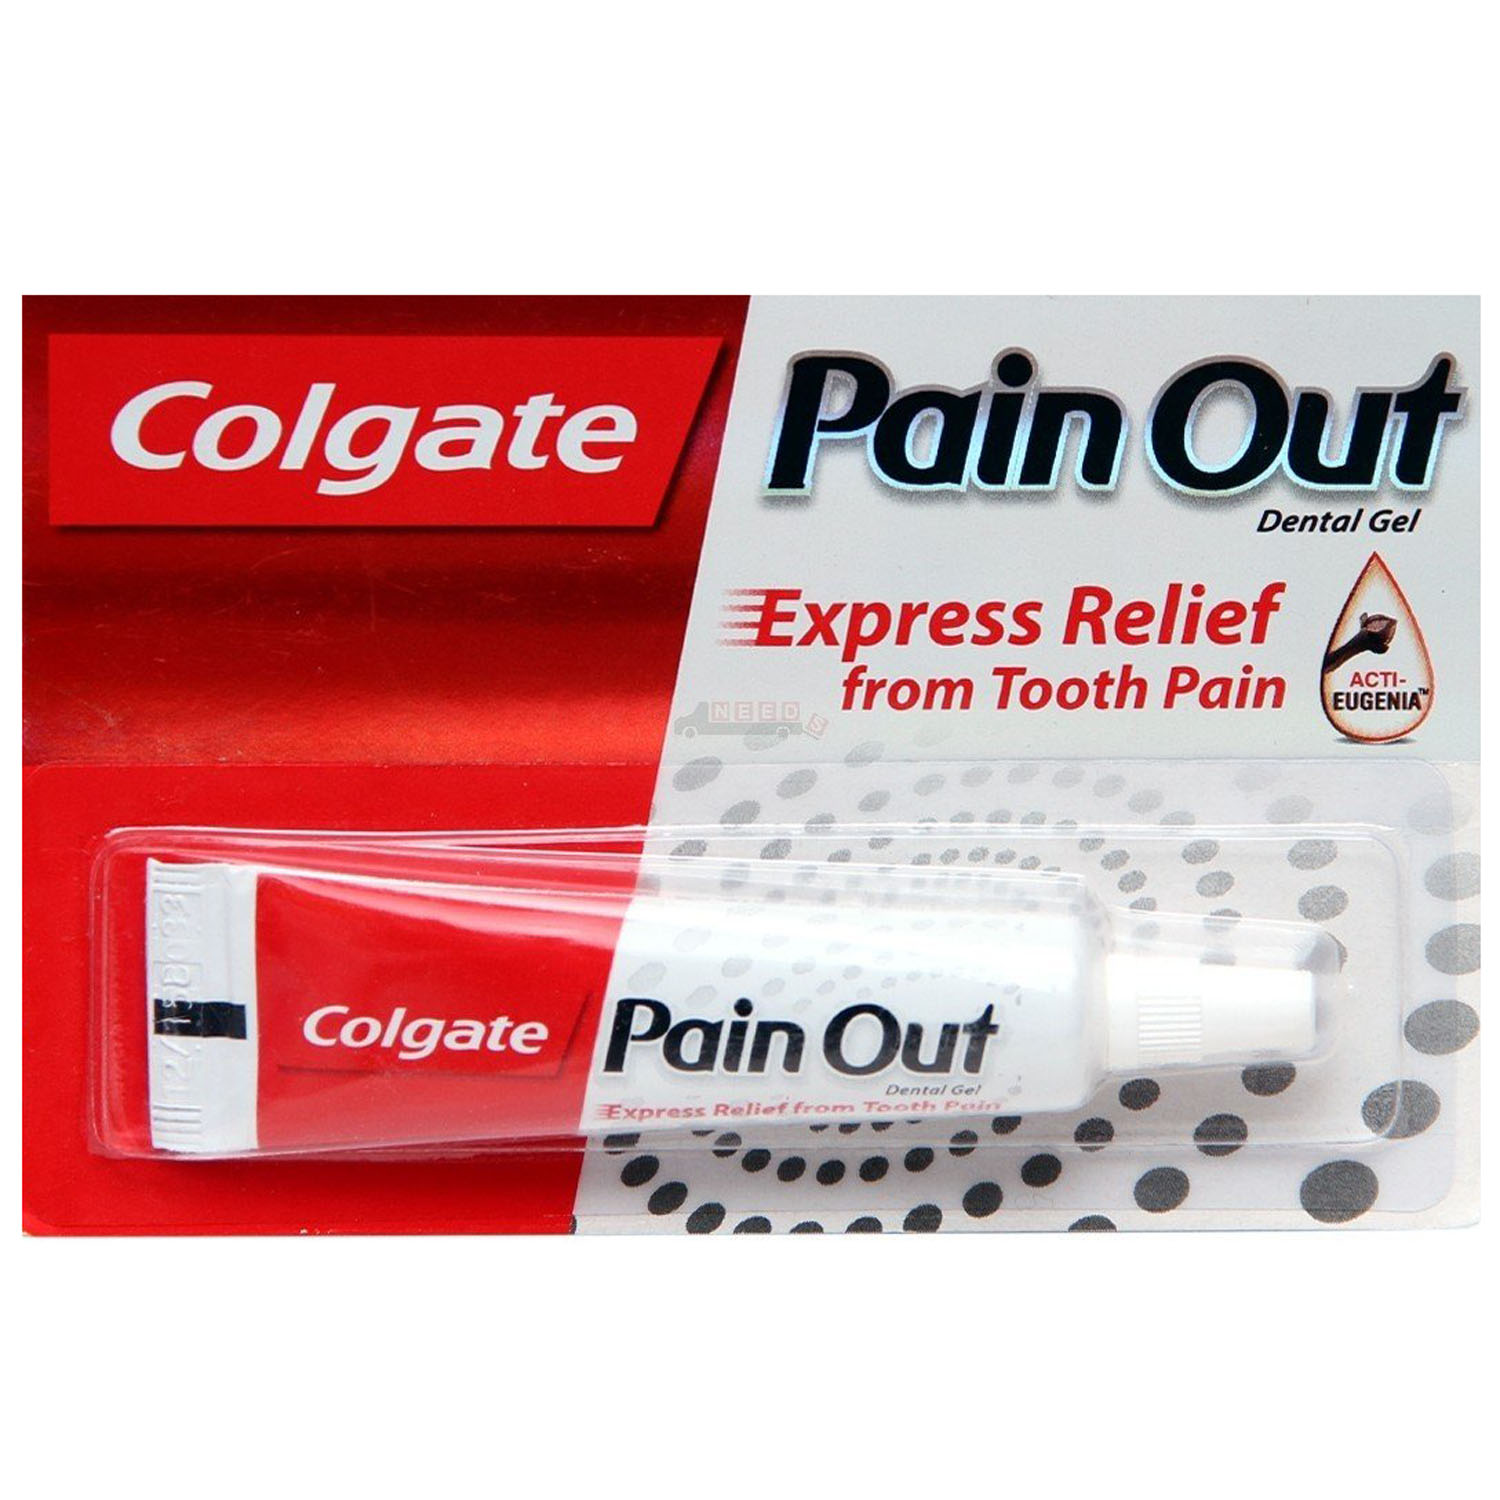 Colgate
Pain Out
Dental Gel
Express Relief
from Tooth Pain
ACTI-
EUGENIA™
NEEDS
Colgate
Pain Out
Dental Gel
Express Relief from Tooth Pain